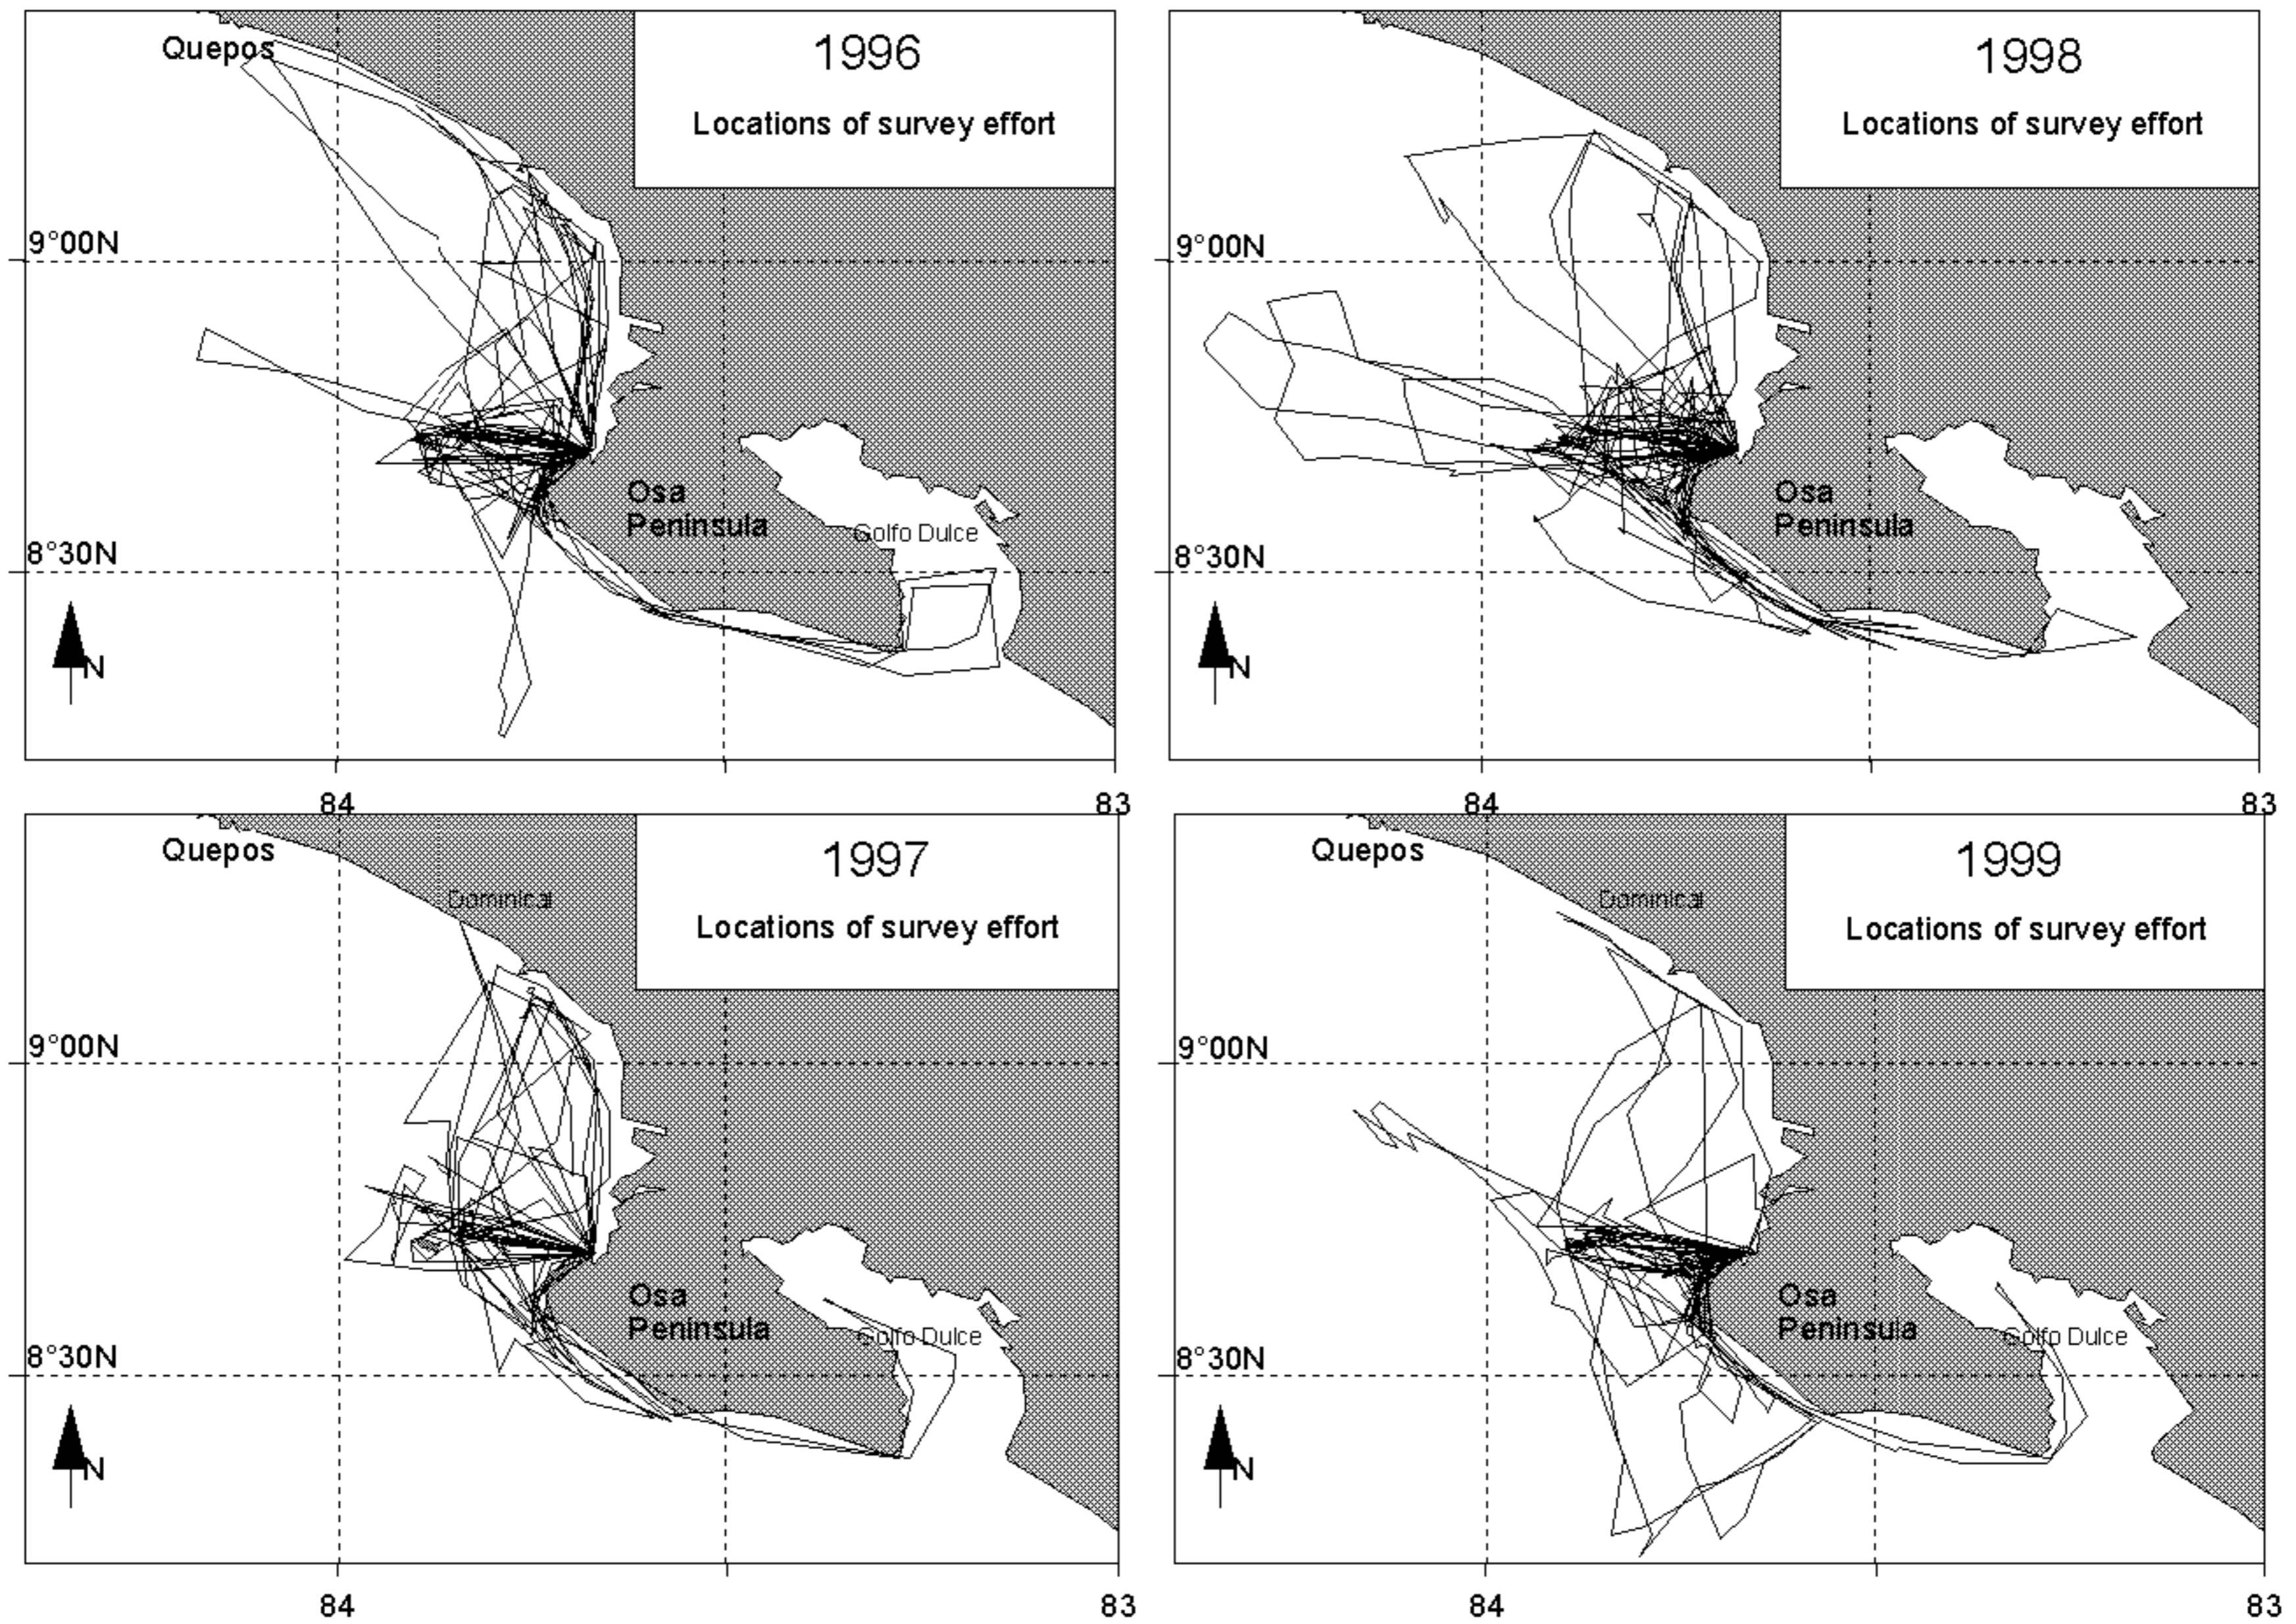 Quepos
1996
Locations of survey effort
9°00N
Osa
Peninsula
Golfo Dulce
8°30N
N
84
83
1998
Locations of survey effort
9°00N
Osa
Peninsula
8°30N
N
84
83
Quepos
1997
Dominical
Locations of survey effort
9°00N
Osa
Peninsula
Golfo Dulce
8°30N
N
84
83
Quepos
1999
Dominical
Locations of survey effort
9°00N
Osa
Peninsula
Golfo Dulce
8°30N
N
84
83